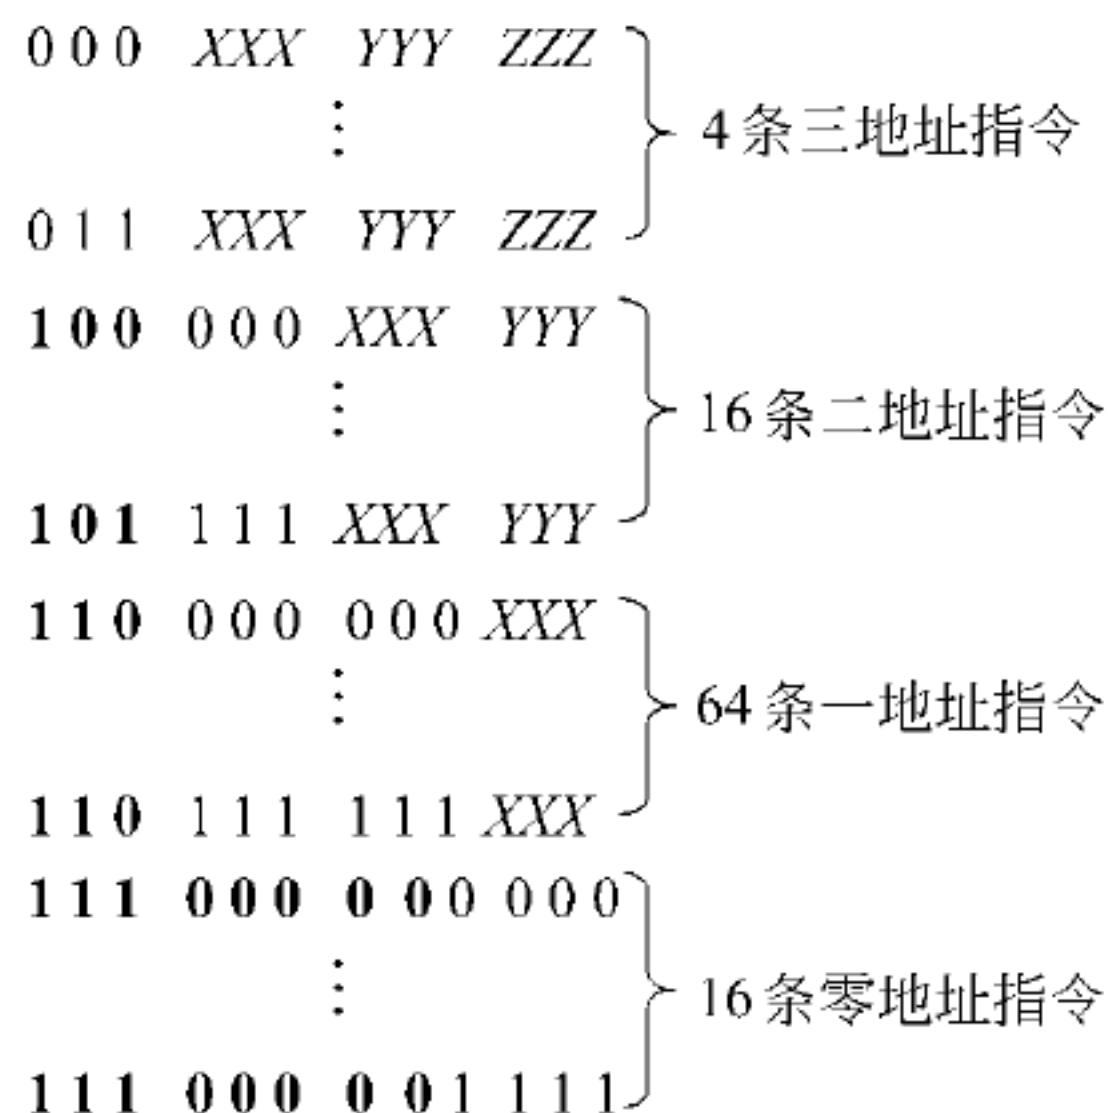 0 0 0 XXX YYY ZZZ
⋮
4 条三地址指令
0 1 1 XXX YYY ZZZ
1 0 0 0 0 0 XXX YYY
⋮
16 条二地址指令
1 0 1 1 1 1 XXX YYY
1 1 0 0 0 0 0 0 0 XXX
⋮
64 条一地址指令
1 1 0 1 1 1 1 1 1 XXX
1 1 1 0 0 0 0 0 0 0 0 0
⋮
16 条零地址指令
1 1 1 0 0 0 0 0 1 1 1 1